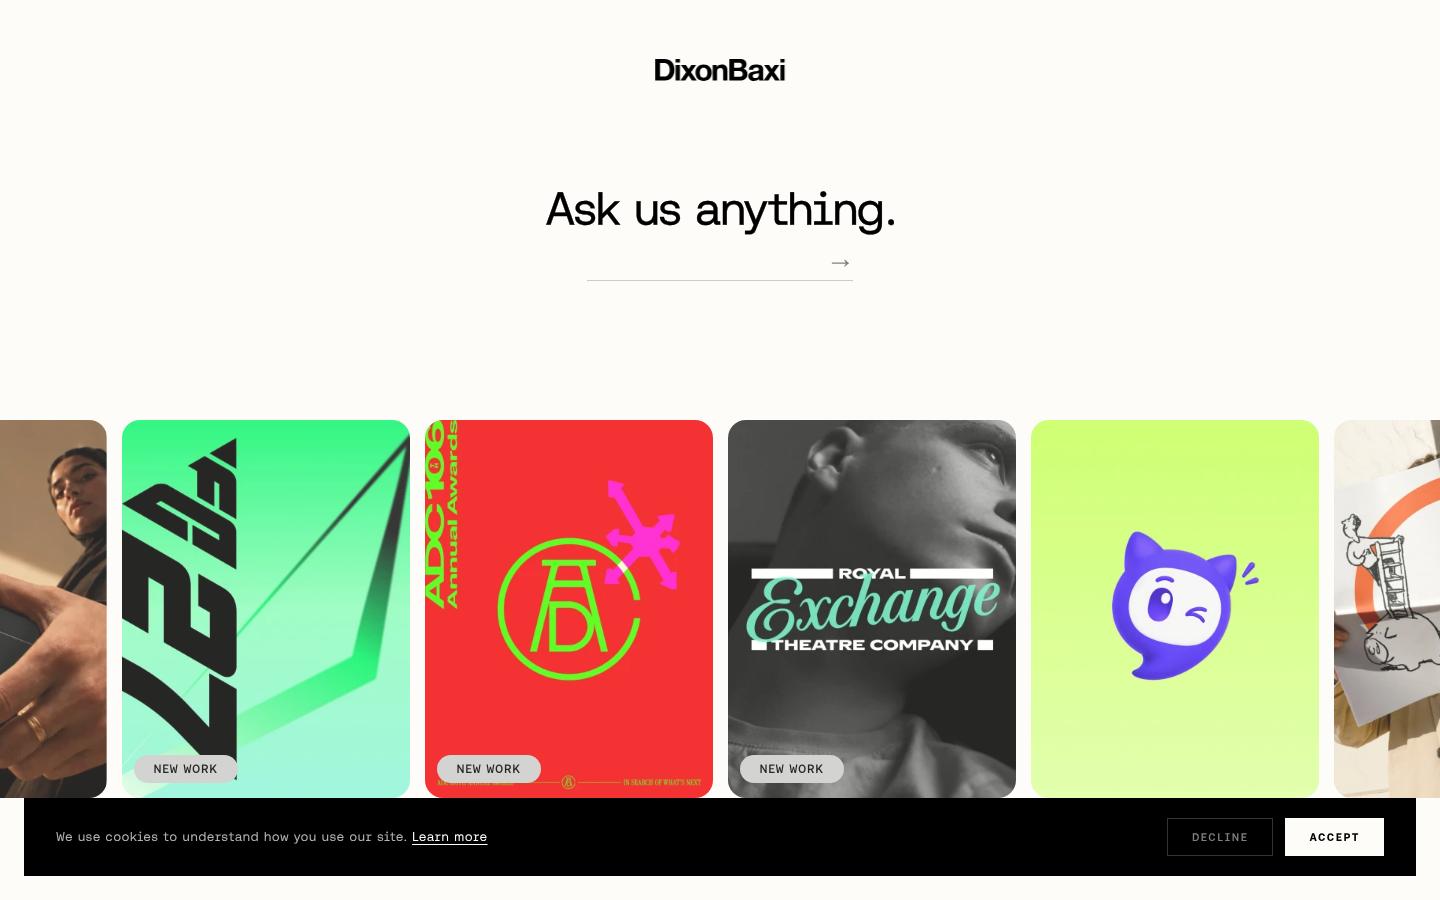 DixonBaxi
Ask us anything.
→
NEW WORK
ADC 106
Annual Awards
AD
IN SEARCH OF WHAT'S NEXT
NEW WORK
ROYAL
Exchange
THEATRE COMPANY
NEW WORK
We use cookies to understand how you use our site. Learn more
DECLINE
ACCEPT